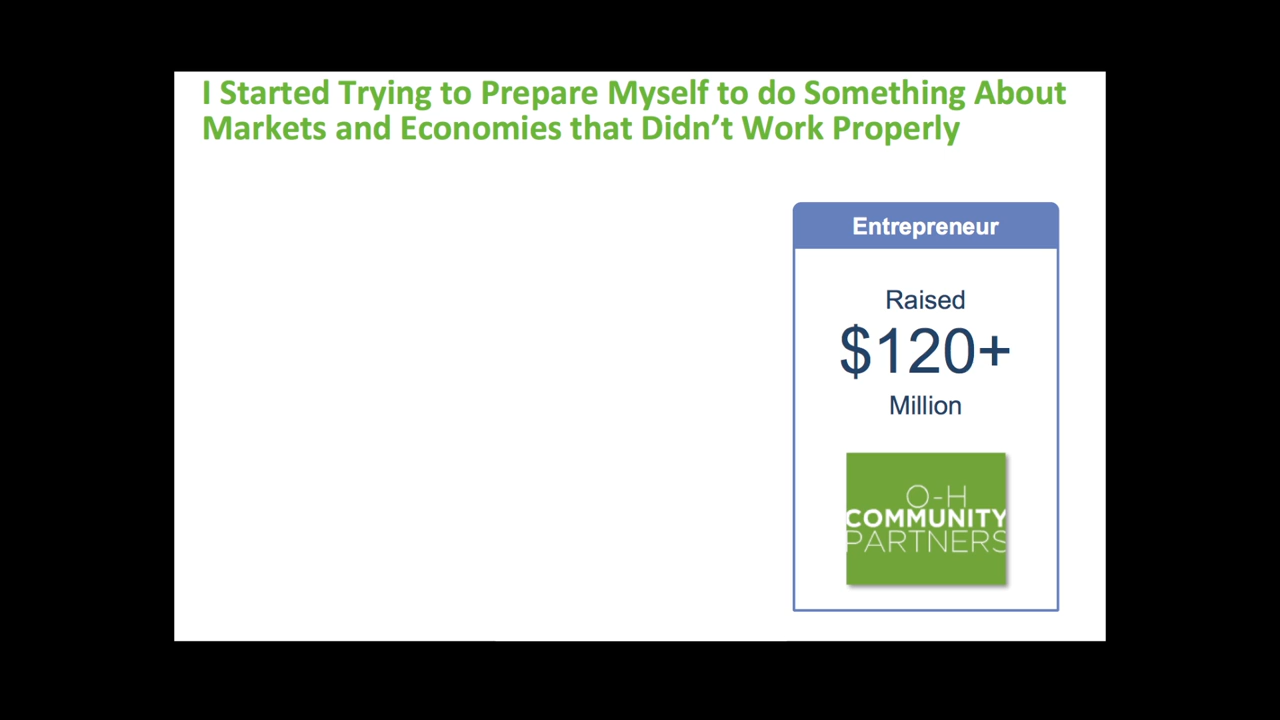 I Started Trying to Prepare Myself to do Something About
Markets and Economies that Didn’t Work Properly
Entrepreneur
Raised
$120+
Million
O-H
COMMUNITY
PARTNERS